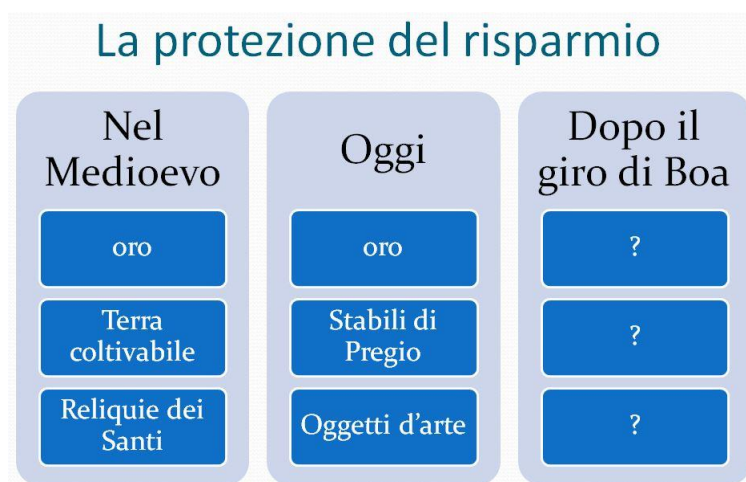 La protezione del risparmio
Nel
Medioevo
oro
Terra
coltivabile
Reliquie dei
Santi
Oggi
oro
Stabili di
Pregio
Oggetti d'arte
Dopo il
giro di Boa
?
?
?